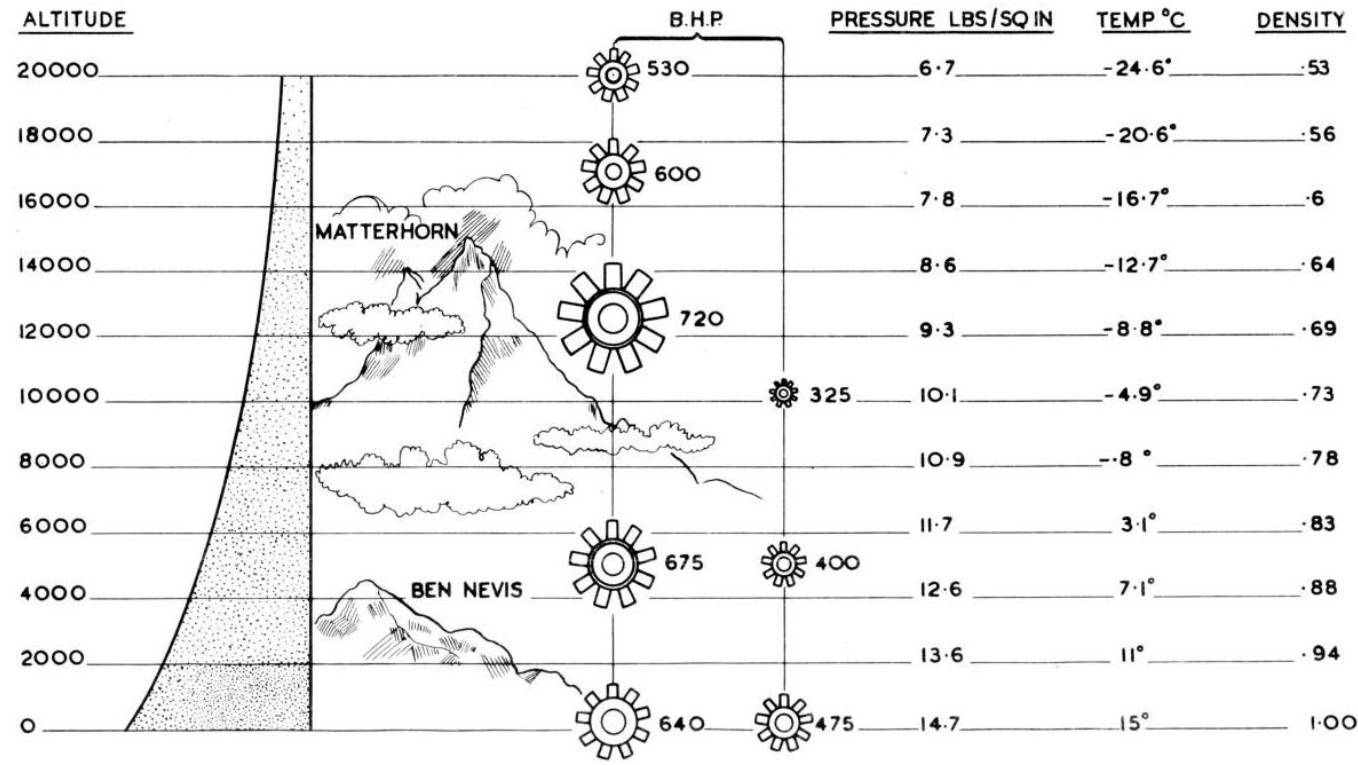 ALTITUDE B.H.P. PRESSURE LBS/SQ IN TEMP °C DENSITY
20000 530 6·7 -24·6° ·53
18000 7·3 -20·6° ·56
600
16000 7·8 -16·7° ·6
MATTERHORN
14000 8·6 -12·7° ·64
720
12000 9·3 -8·8° ·69
10000 325 10·1 -4·9° ·73
8000 10·9 -·8° ·78
6000 11·7 3·1° ·83
675 400
4000 BEN NEVIS 12·6 7·1° ·88
2000 13·6 11° ·94
0 640 475 14·7 15° 1·00